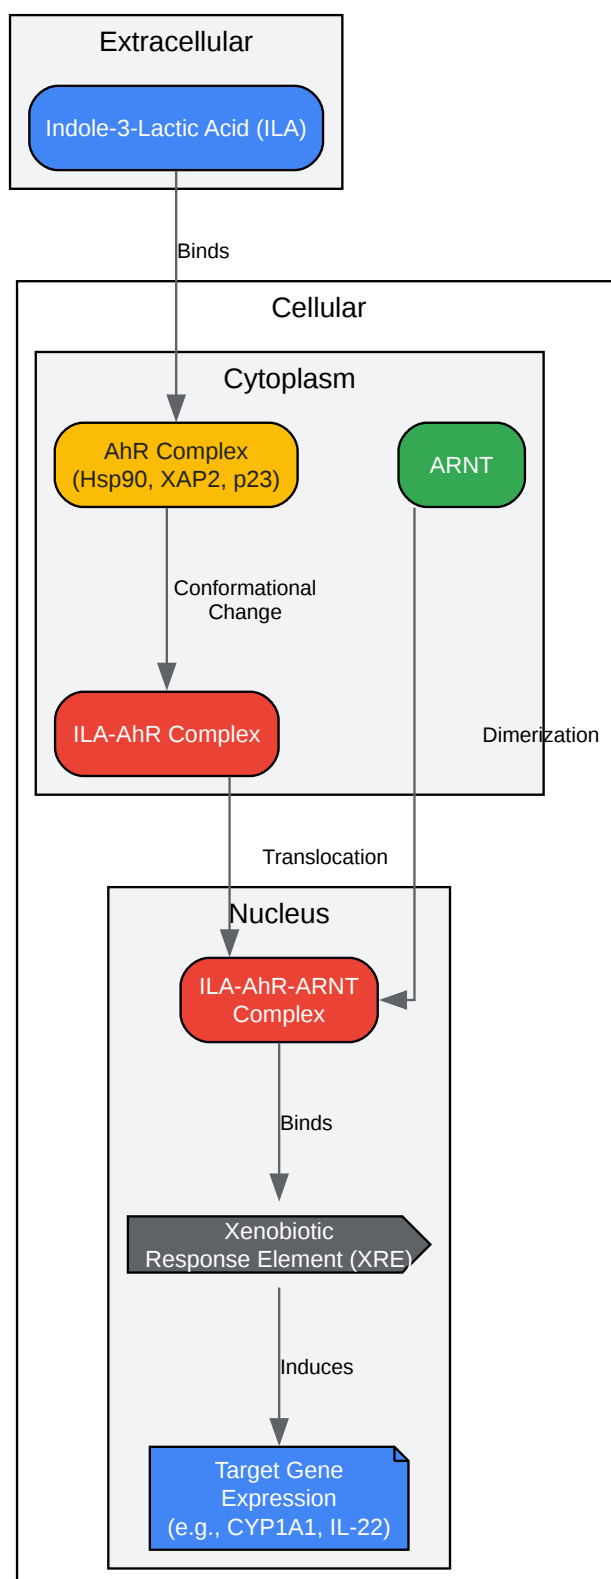 Extracellular
Indole-3-Lactic Acid (ILA)
Binds
Cellular
Cytoplasm
AhR Complex
(Hsp90, XAP2, p23)
ARNT
Conformational
Change
ILA-AhR Complex
Dimerization
Translocation
Nucleus
ILA-AhR-ARNT
Complex
Binds
Xenobiotic
Response Element (XRE)
Induces
Target Gene
Expression
(e.g., CYP1A1, IL-22)